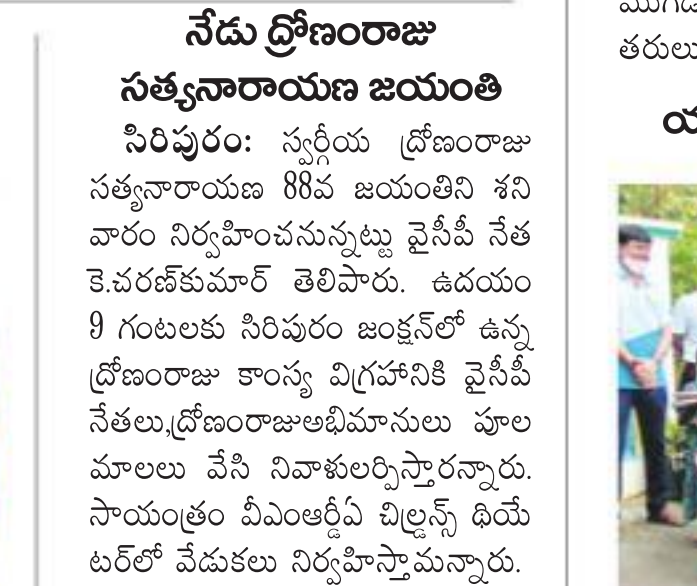 నేడు ద్రోణంరాజు
సత్యనారాయణ జయంతి
సిరిపురం: స్వర్గీయ ద్రోణంరాజు
సత్యనారాయణ 88వ జయంతిని శని
వారం నిర్వహించనున్నట్టు వైసీపీ నేత
కె.చరణ్‌కుమార్ తెలిపారు. ఉదయం
9 గంటలకు సిరిపురం జంక్షన్‌లో ఉన్న
ద్రోణంరాజు కాంస్య విగ్రహానికి వైసీపీ
నేతలు,ద్రోణంరాజుఅభిమానులు పూల
మాలలు వేసి నివాళులర్పిస్తారన్నారు.
సాయంత్రం వీఎంఆర్డీఏ చిల్డ్రన్స్ థియే
టర్‌లో వేడుకలు నిర్వహిస్తామన్నారు.
తరులు